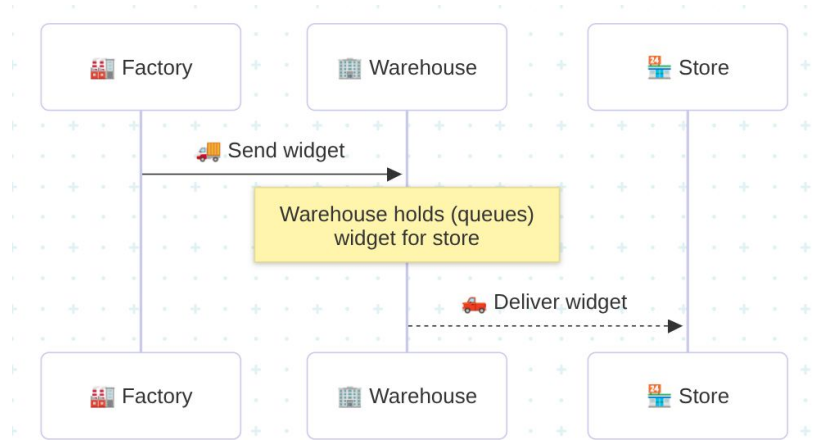 🏭 Factory
🏢 Warehouse
🏪 Store
🚚 Send widget
Warehouse holds (queues)
widget for store
🛻 Deliver widget
🏭 Factory
🏢 Warehouse
🏪 Store